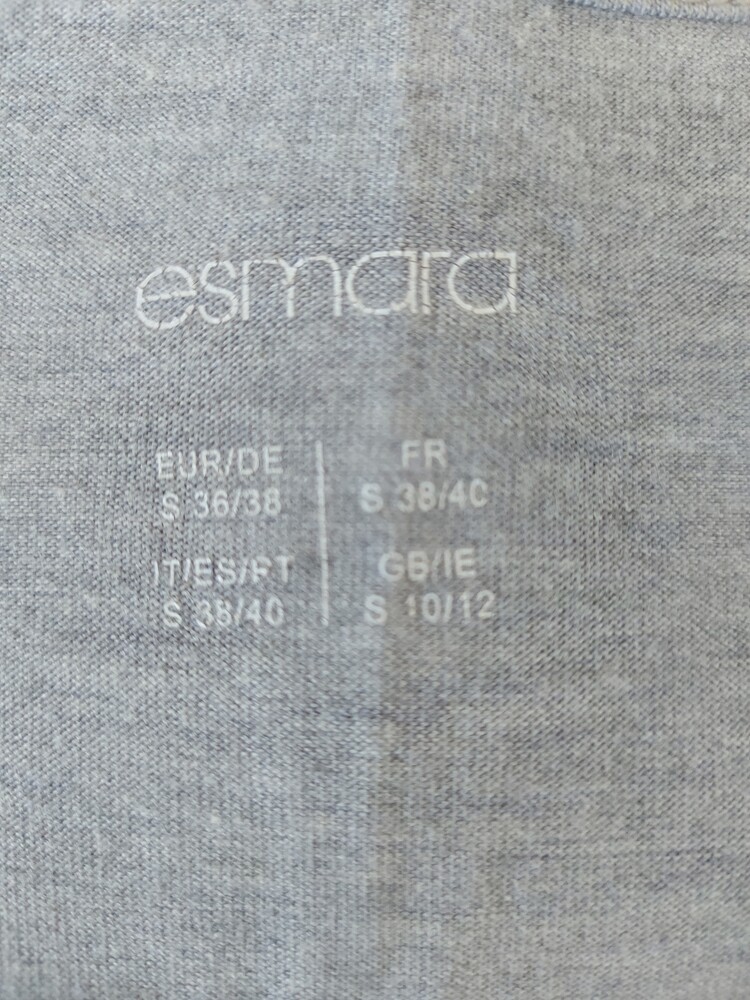 esmara
EUR/DE
S 36/38
FR
S 38/40
IT/ES/PT
S 38/40
GB/IE
S 10/12